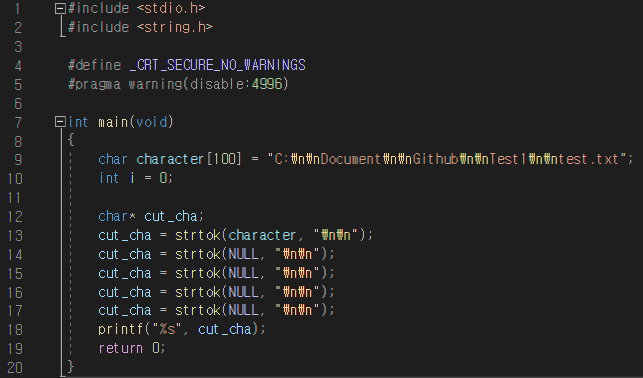 1 #include <stdio.h>
2 #include <string.h>
3
4 #define _CRT_SECURE_NO_WARNINGS
5 #pragma warning(disable:4996)
6
7 int main(void)
8 {
9 char character[100] = "C:₩n₩nDocument₩n₩nGithub₩n₩nTest1₩n₩ntest.txt";
10 int i = 0;
11
12 char* cut_cha;
13 cut_cha = strtok(character, "₩n₩n");
14 cut_cha = strtok(NULL, "₩n₩n");
15 cut_cha = strtok(NULL, "₩n₩n");
16 cut_cha = strtok(NULL, "₩n₩n");
17 cut_cha = strtok(NULL, "₩n₩n");
18 printf("%s", cut_cha);
19 return 0;
20 }